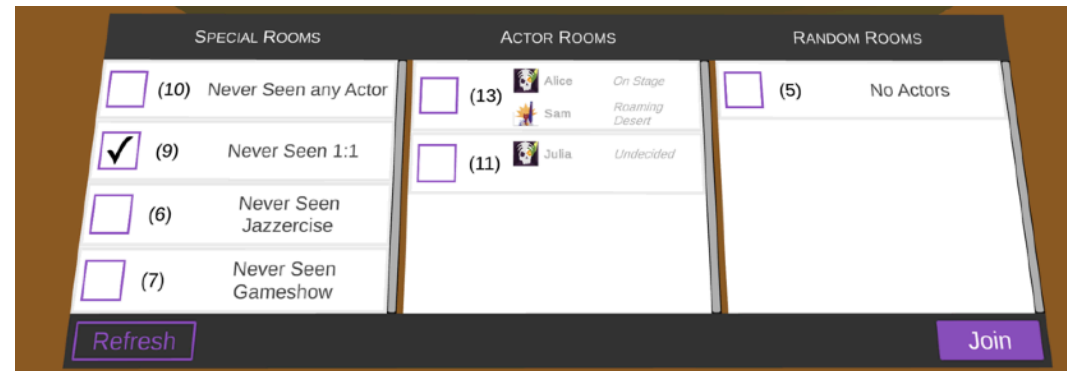 SPECIAL ROOMS
(10) Never Seen any Actor
(9) Never Seen 1:1
(6) Never Seen
Jazzercise
(7) Never Seen
Gameshow
ACTOR ROOMS
(13)
Alice On Stage
Sam Roaming
Desert
(11) Julia Undecided
RANDOM ROOMS
(5) No Actors
Refresh
Join